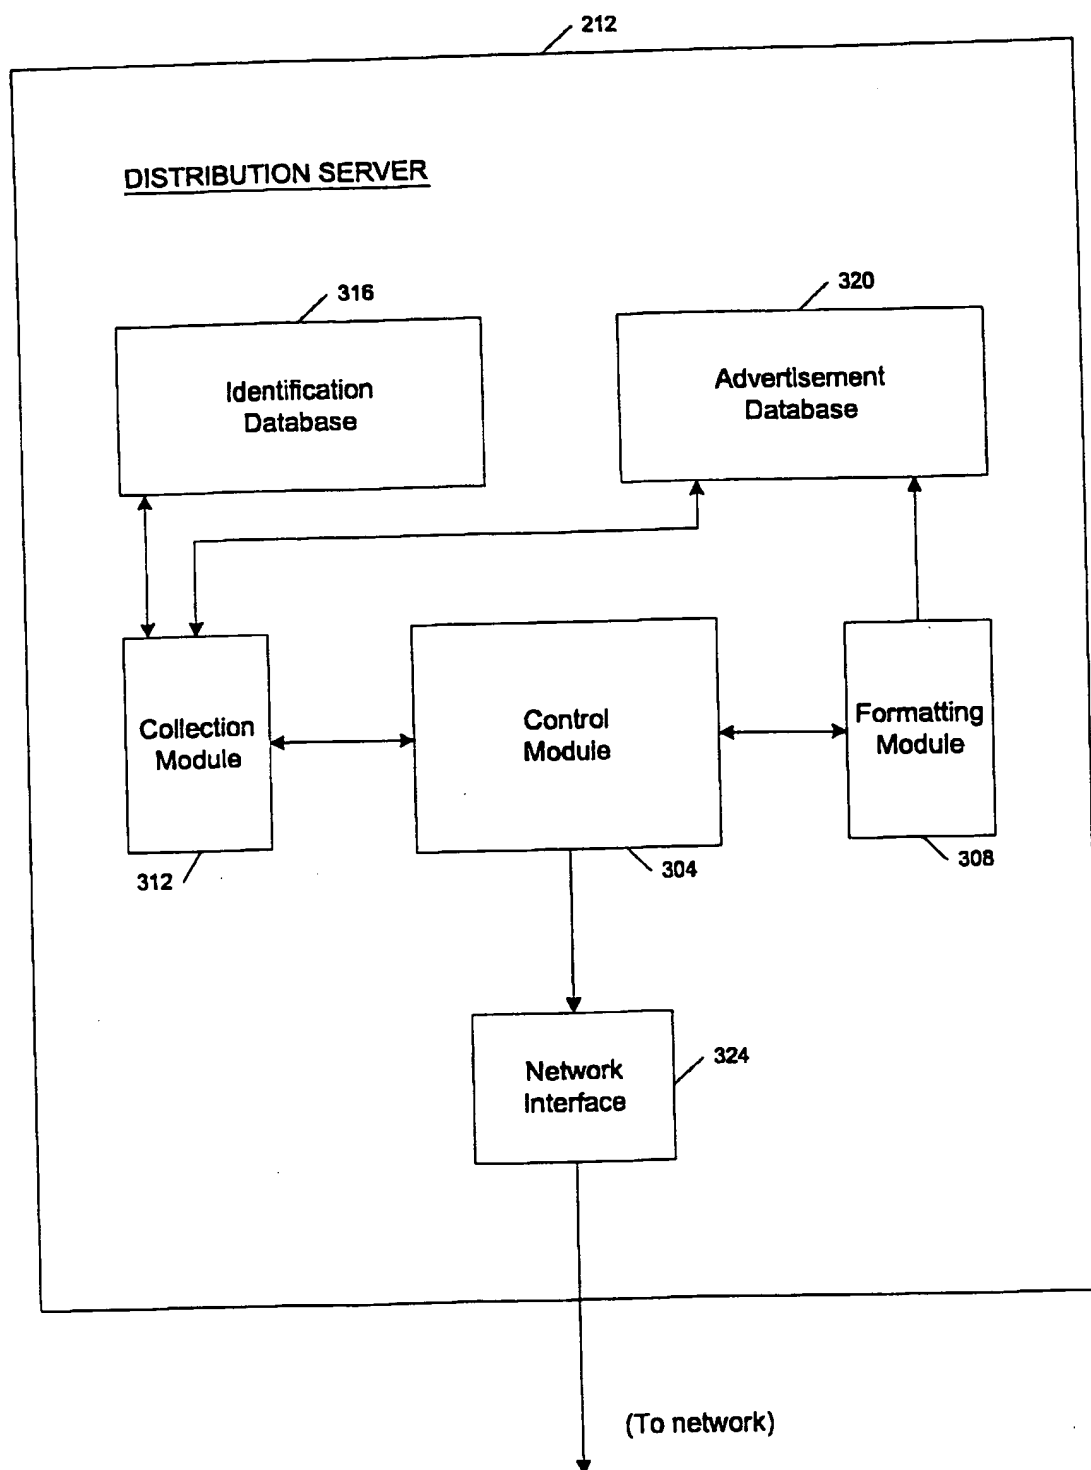 212
DISTRIBUTION SERVER
316
320
Identification
Database
Advertisement
Database
Collection
Module
Control
Module
Formatting
Module
312
304
308
324
Network
Interface
(To network)